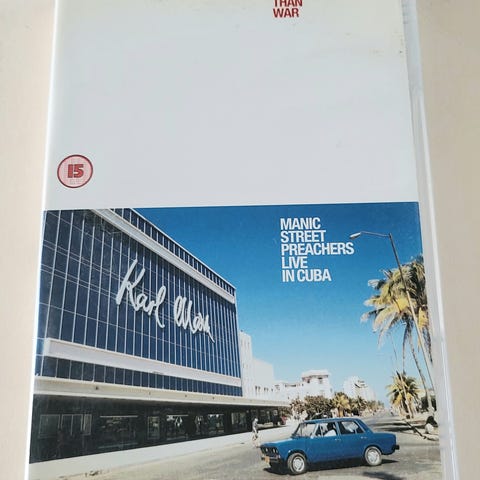 THAN
WAR
15
MANIC
STREET
PREACHERS
LIVE
IN CUBA
Karl Marx